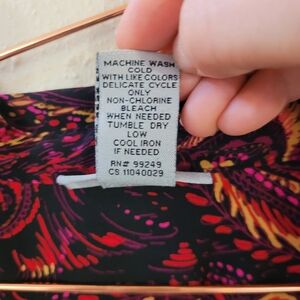 MACHINE WASH
COLD
WITH LIKE COLORS
DELICATE CYCLE
ONLY
NON-CHLORINE
BLEACH
WHEN NEEDED
TUMBLE DRY
LOW
COOL IRON
IF NEEDED
RN# 99249
CS 11040029